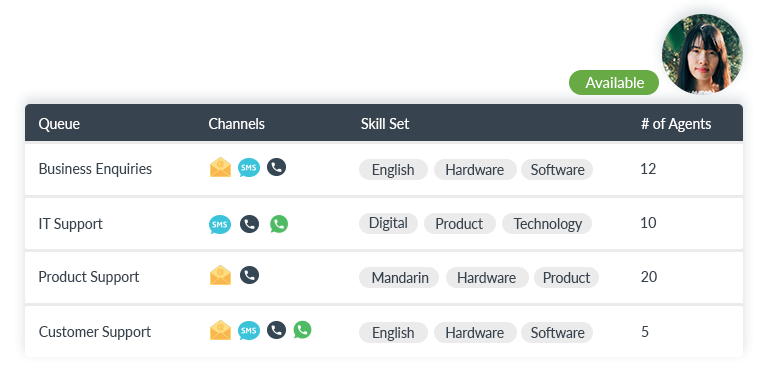 Available
Queue Channels Skill Set # of Agents
Business Enquiries SMS English Hardware Software 12
IT Support SMS Digital Product Technology 10
Product Support Mandarin Hardware Product 20
Customer Support SMS English Hardware Software 5